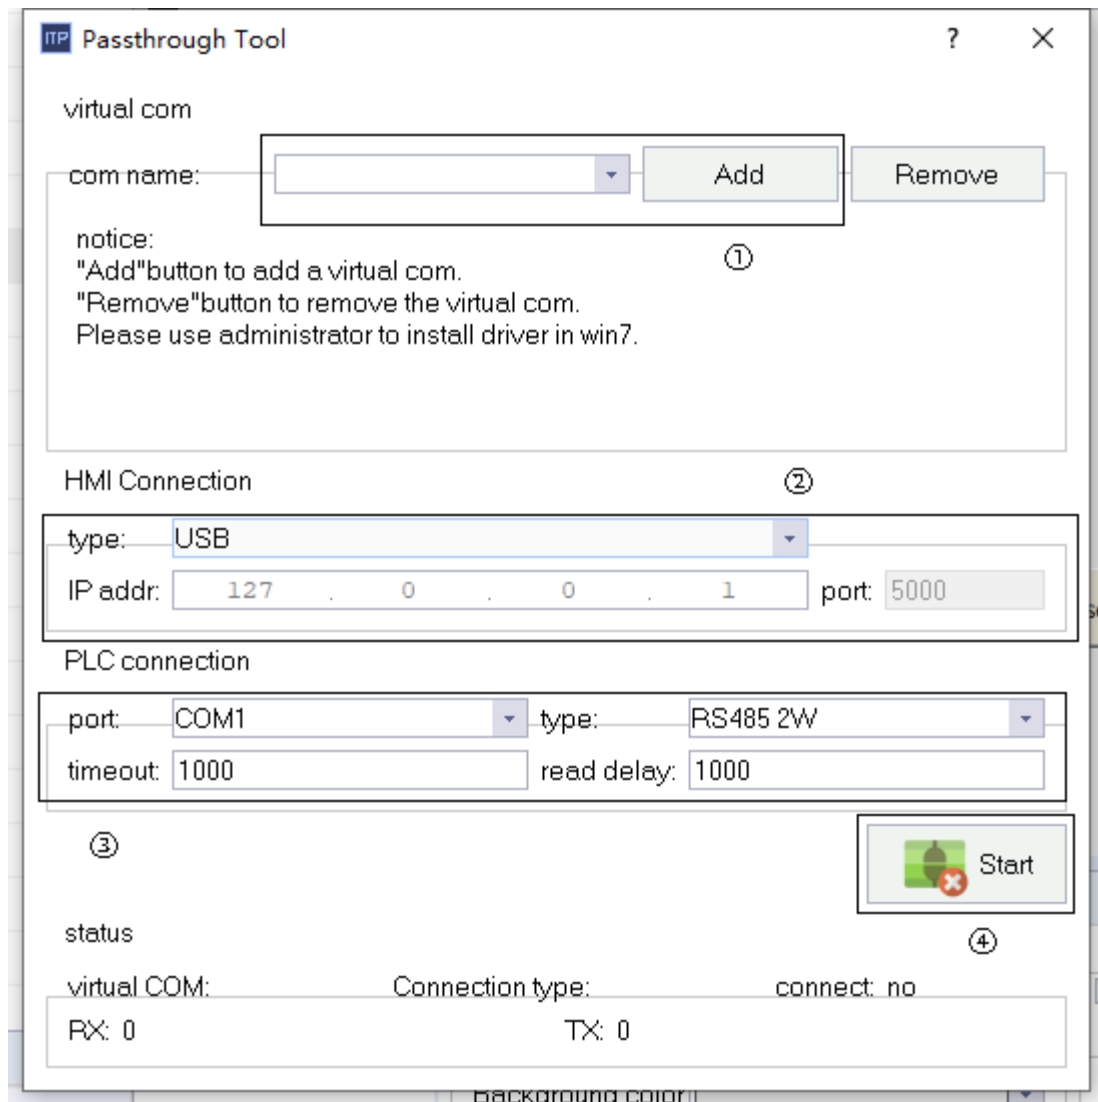 ITP Passthrough Tool ?
virtual com
com name: Add Remove
①
notice:
"Add"button to add a virtual com.
"Remove"button to remove the virtual com.
Please use administrator to install driver in win7.
HMI Connection ②
type: USB
IP addr: 127 . 0 . 0 . 1 port: 5000
PLC connection
port: COM1 type: RS485 2W
timeout: 1000 read delay: 1000
③
Start
④
status
virtual COM: Connection type: connect: no
RX: 0 TX: 0
Background color